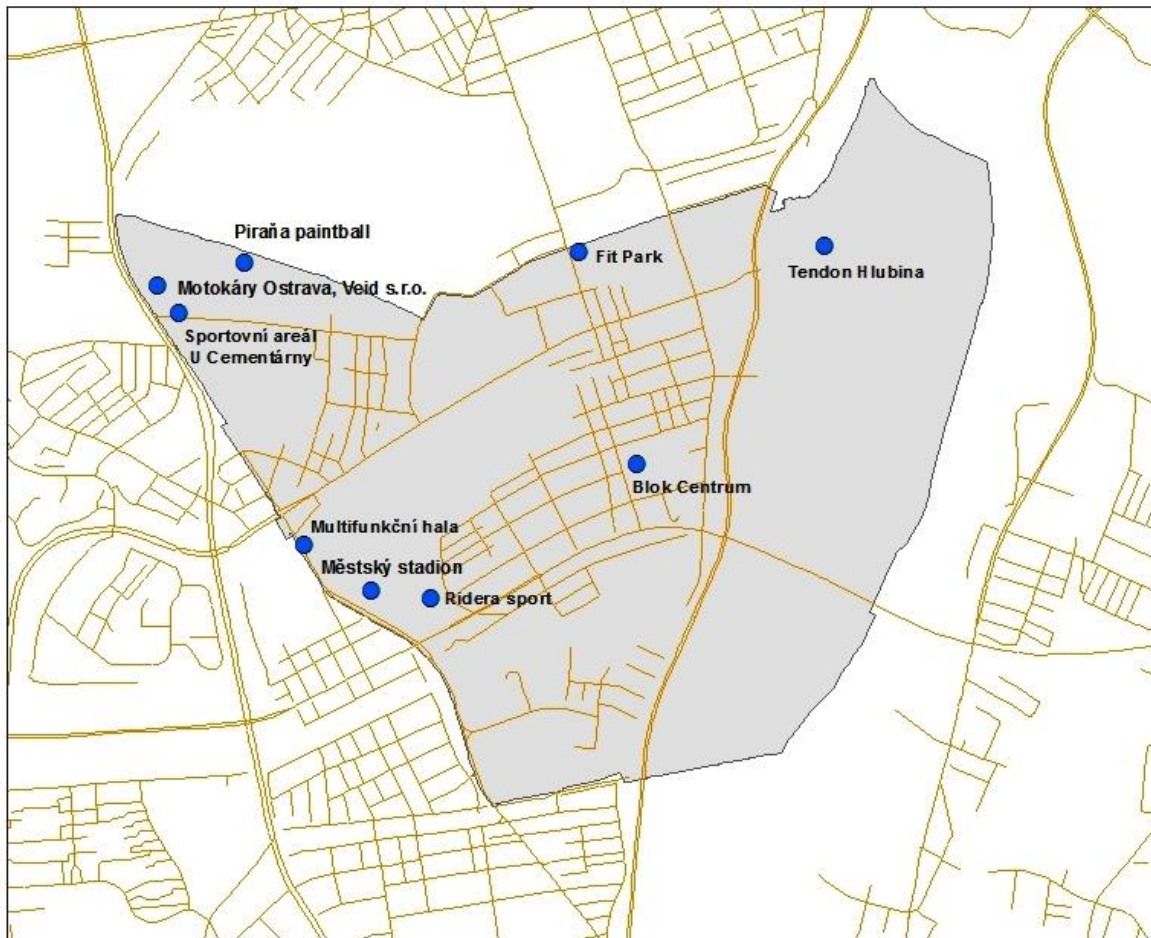 Piraňa paintball
Fit Park
Tendon Hlubina
Motokáry Ostrava, Veid s.r.o.
Sportovní areál
U Cementárny
Blok Centrum
Multifunkční hala
Městský stadion
Ridera sport